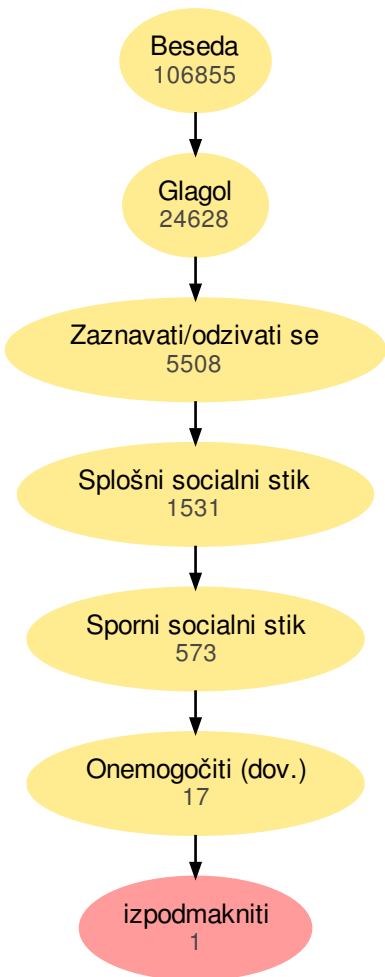 Beseda
106855
Glagol
24628
Zaznavati/odzivati se
5508
Splošni socialni stik
1531
Sporni socialni stik
573
Onemogočiti (dov.)
17
izpodmakniti
1